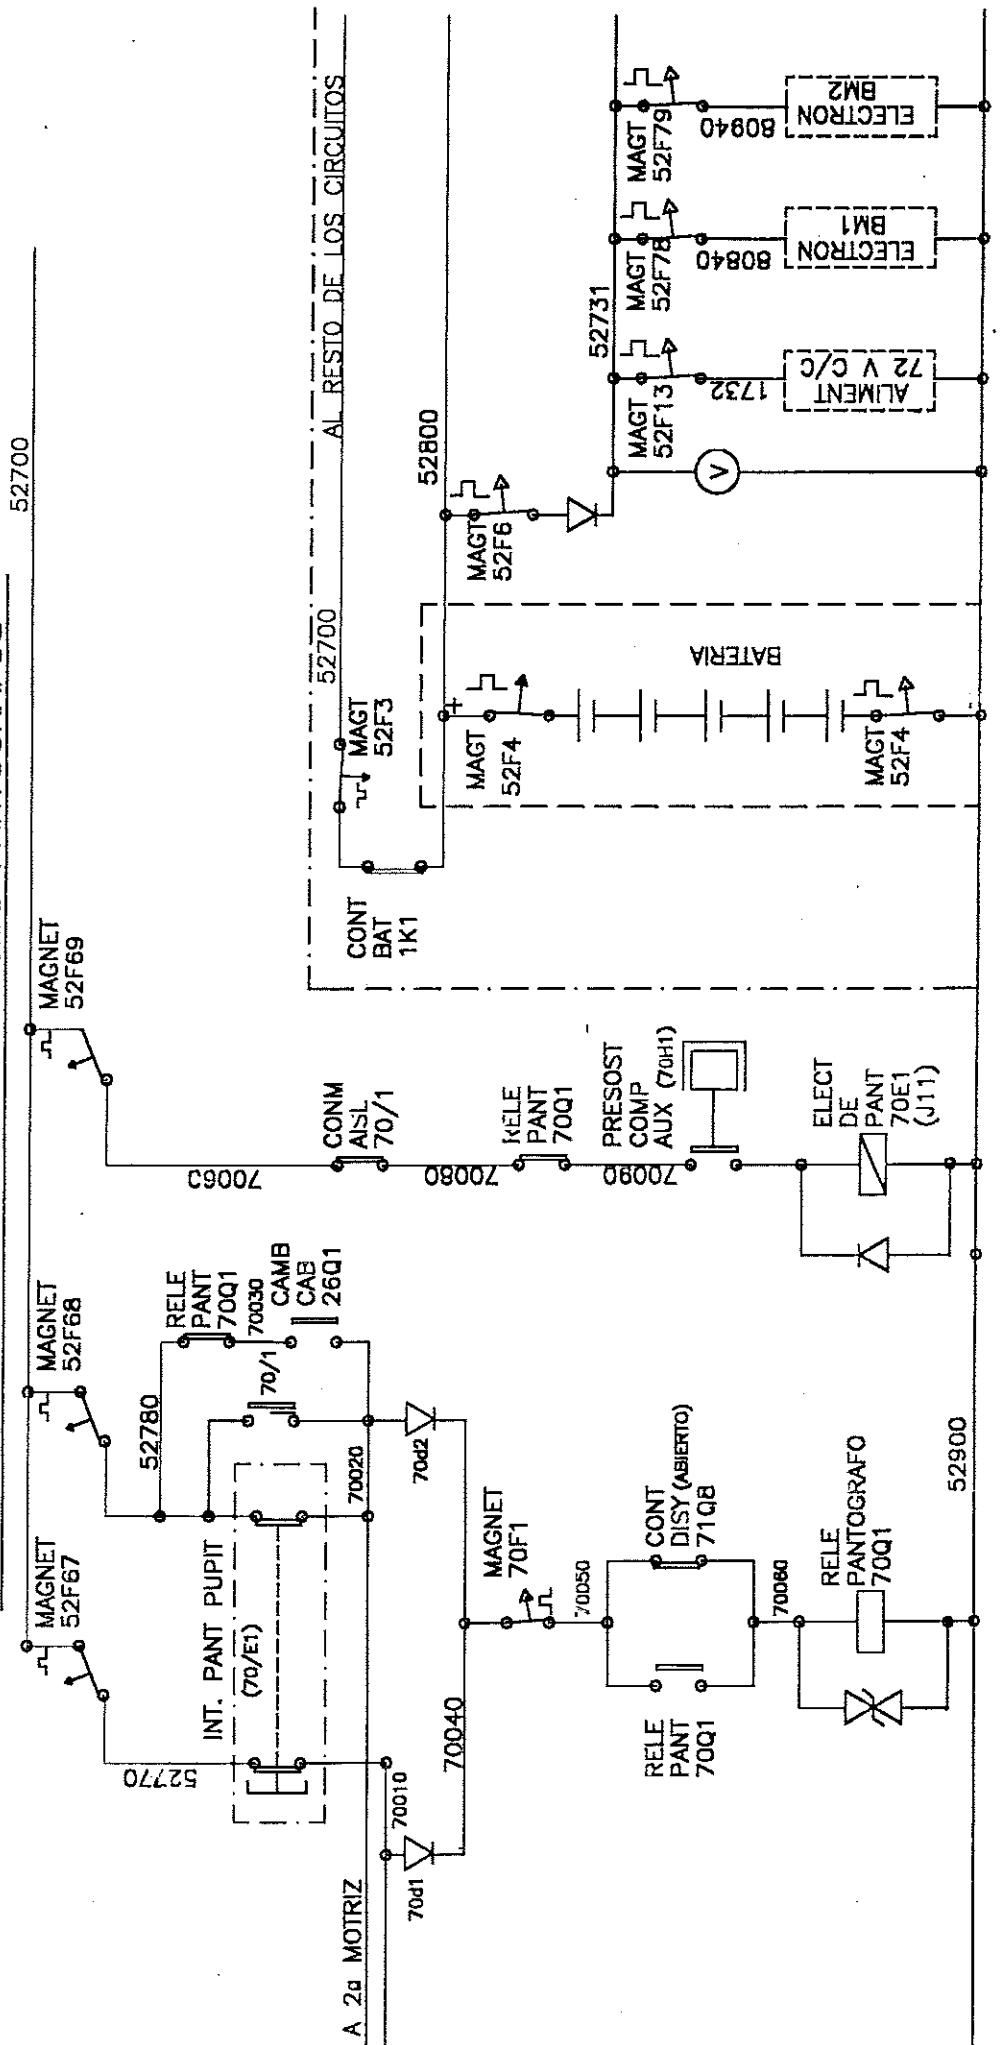 52700
MAGNET
52F67
MAGNET
52F68
MAGNET
52F69
52770
INT. PANT PUPIT
(70/E1)
52780
RELE
PANT
70Q1
70030
CAMB
CAB
26Q1
70/1
70020
A 2a MOTRIZ
70010
70d1
70d2
70040
MAGNET
70F1
70050
RELE
PANT
70Q1
CONT
DISY (ABIERTO)
71Q8
70060
RELE
PANTOGRAFO
70Q1
52900
70063
CONM
AISL
70/1
70080
RELE
PANT
70Q1
70090
PRESOST
COMP
AUX (70H1)
ELECT
DE
PANT
70E1
(J11)
AL RESTO DE LOS CIRCUITOS
52700
MAGT
52F3
CONT
BAT
1K1
52800
+
MAGT
52F4
BATERIA
MAGT
52F4
MAGT
52F6
52731
V
MAGT
52F13
1732
ALIMENT
72 V C/C
MAGT
52F78
80840
ELECTRON
BM1
MAGT
52F79
80940
ELECTRON
BM2